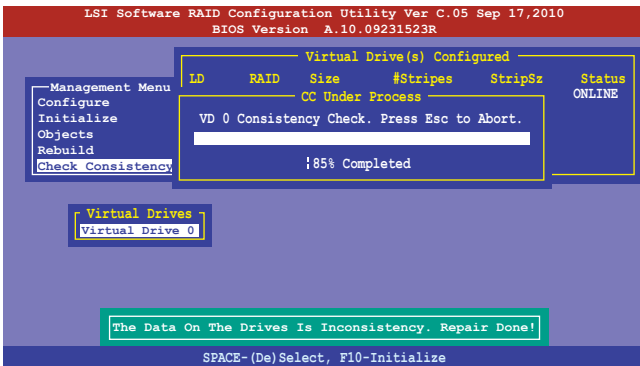 LSI Software RAID Configuration Utility Ver C.05 Sep 17,2010
BIOS Version A.10.09231523R
Virtual Drive(s) Configured
LD RAID Size #Stripes StripSz Status
ONLINE
Management Menu
Configure
Initialize
Objects
Rebuild
Check Consistency
CC Under Process
VD 0 Consistency Check. Press Esc to Abort.
85% Completed
Virtual Drives
Virtual Drive 0
The Data On The Drives Is Inconsistency. Repair Done!
SPACE-(De)Select, F10-Initialize